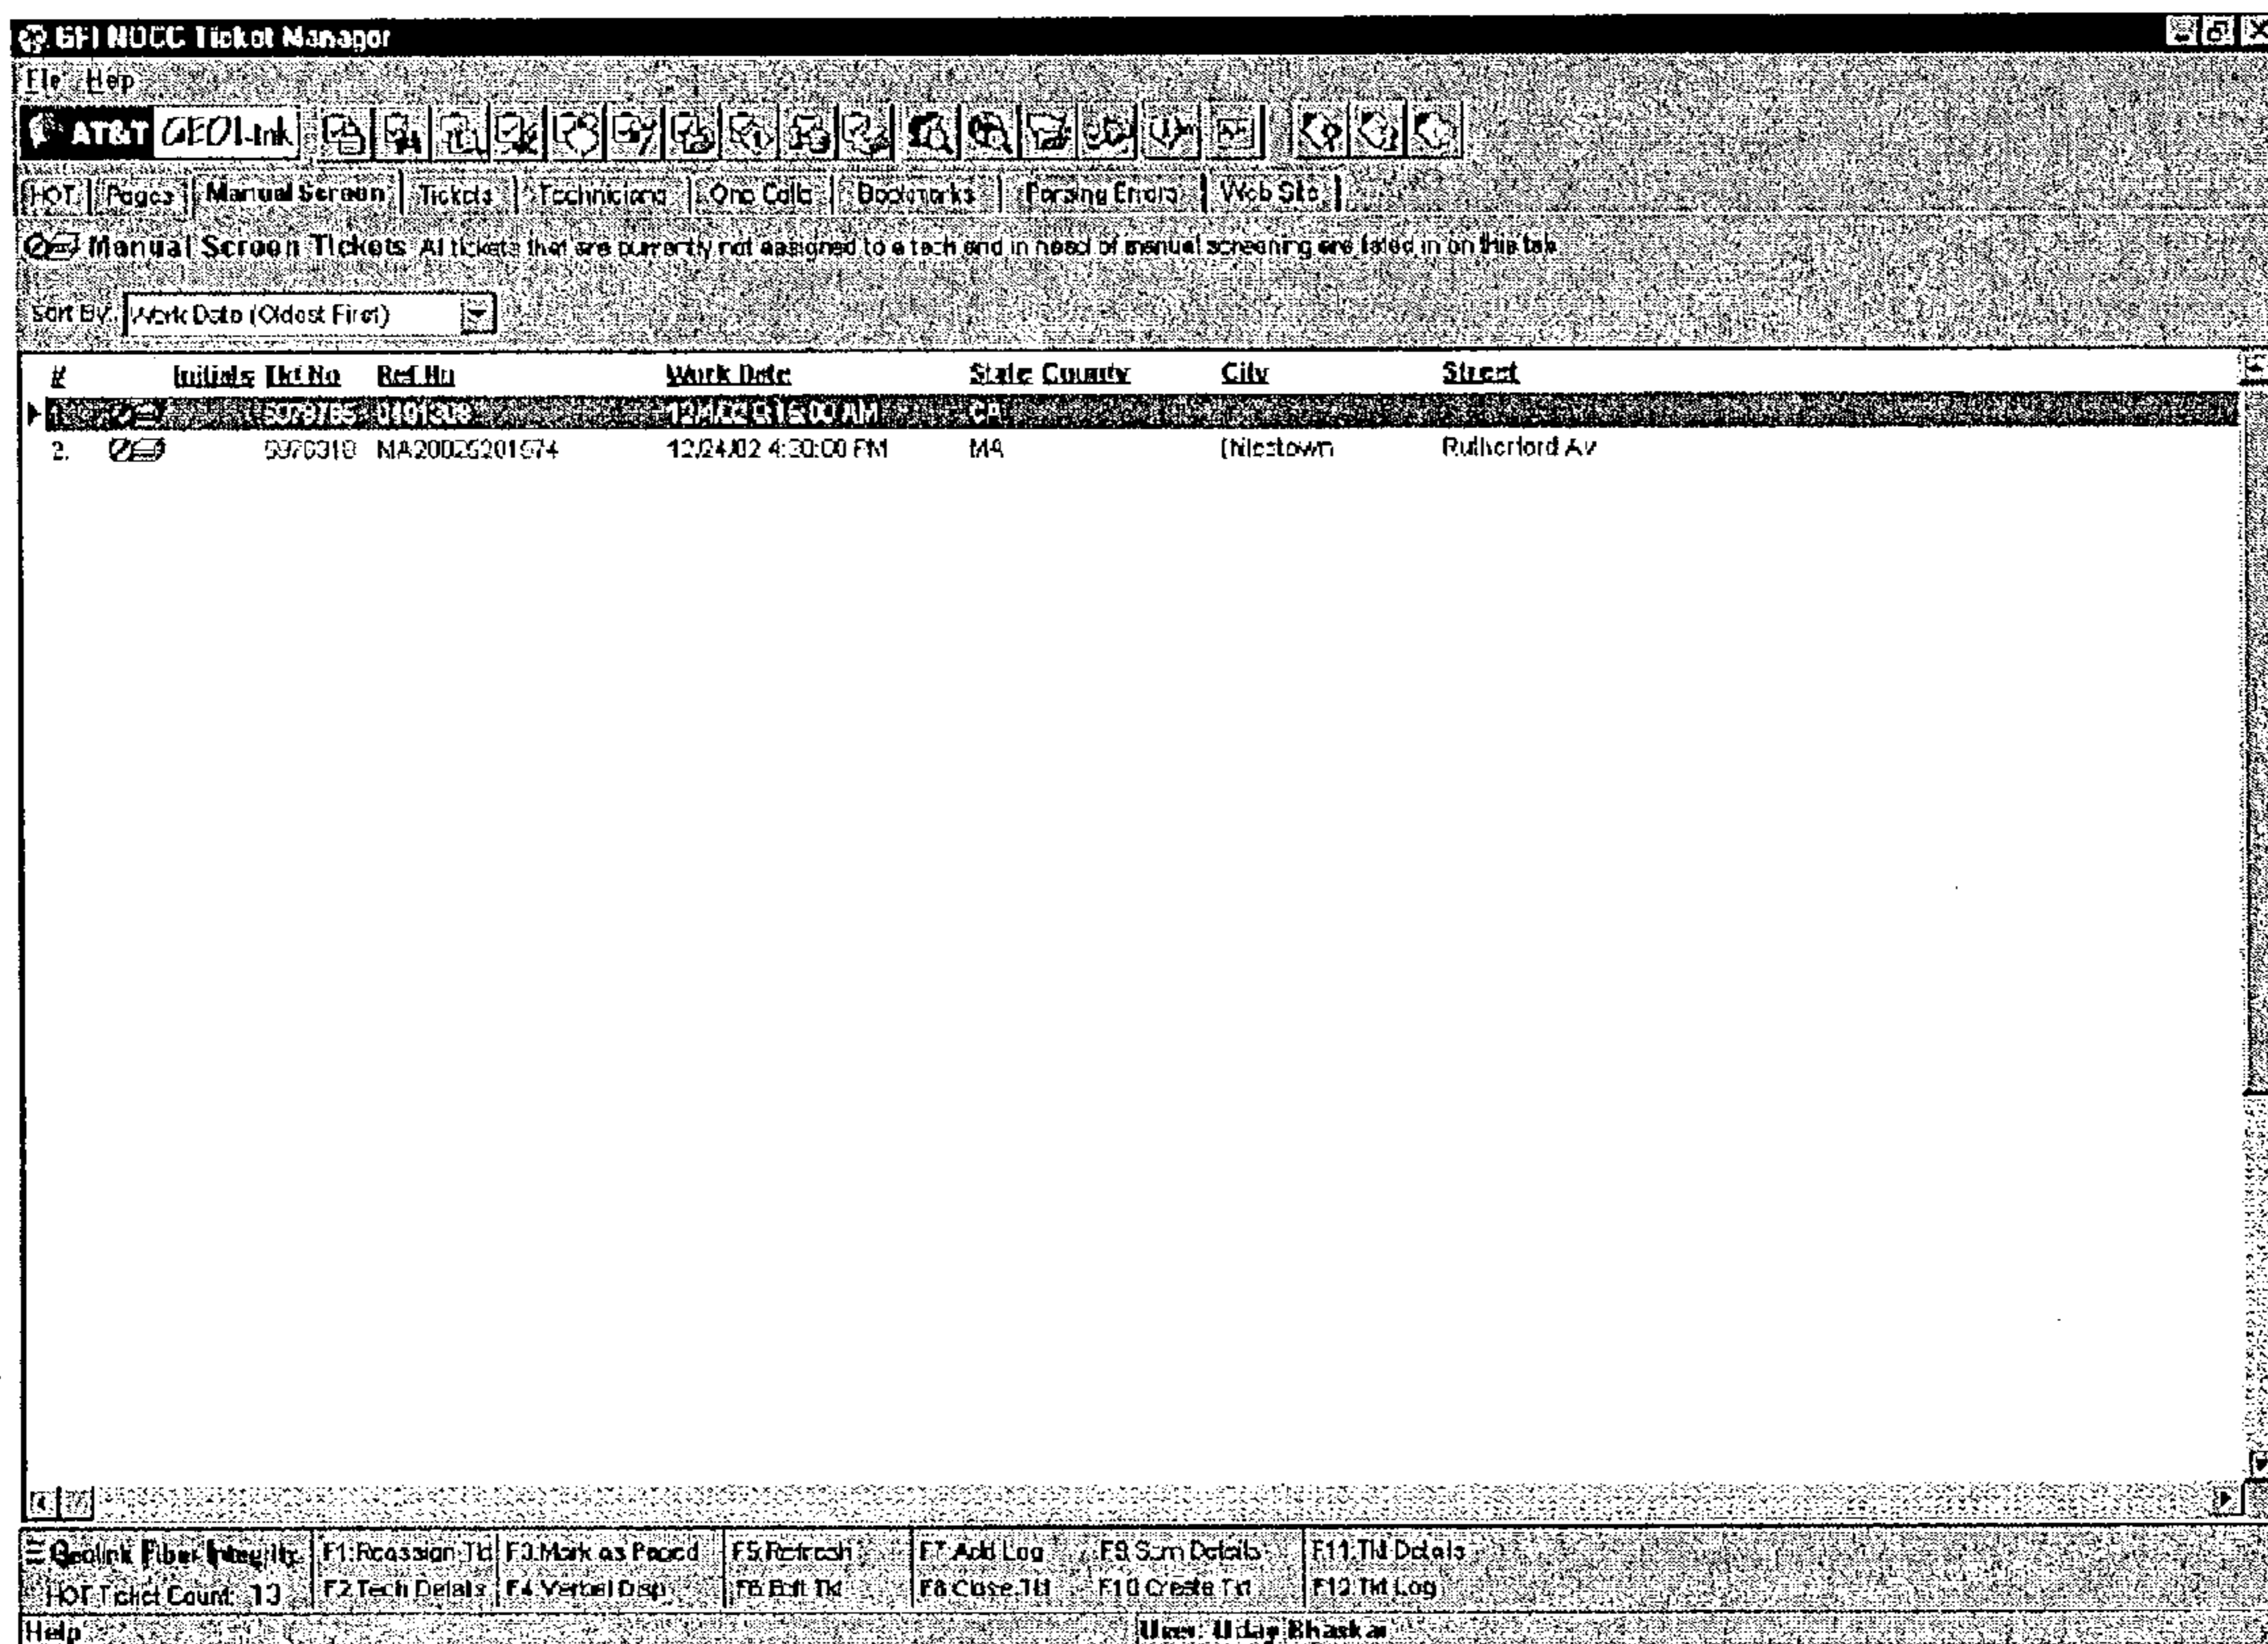 GFI NOCC Ticket Manager
File Help
AT&T GEOLink
HOT Pages Manual Screen Tickets Technicians One Calls Bookmarks Parsing Errors Web Site
Manual Screen Tickets All tickets that are currently not assigned to a tech and in need of manual screening are listed in on this tab
Sort By: Work Date (Oldest First)
# Initials Tkt No Ref No Work Date State County City Street
1. CA
2. MA 12/24/02 4:30:00 PM Rutherford Av
Geolink Fiber Integrity F1:Reassign Tkt F3:Mark as Paged F5:Refresh F7:Add Log F9:Sum Details F11:Tkt Details
HOT Ticket Count: 13 F2:Tech Details F4:Verbal Disp F6:Edit Tkt F8:Close Tkt F10:Create Tkt F12:Tkt Log
Help User: Uday Bhaskar